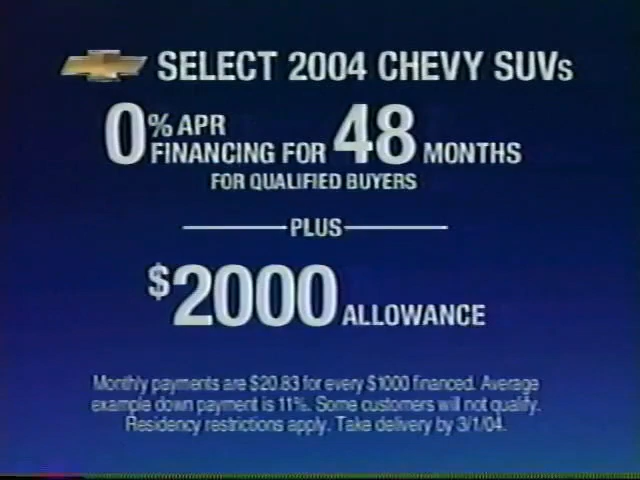 SELECT 2004 CHEVY SUVs
0% APR
FINANCING FOR 48 MONTHS
FOR QUALIFIED BUYERS
PLUS
$2000 ALLOWANCE
Monthly payments are $20.83 for every $1000 financed. Average
example down payment is 11%. Some customers will not qualify.
Residency restrictions apply. Take delivery by 3/1/04.